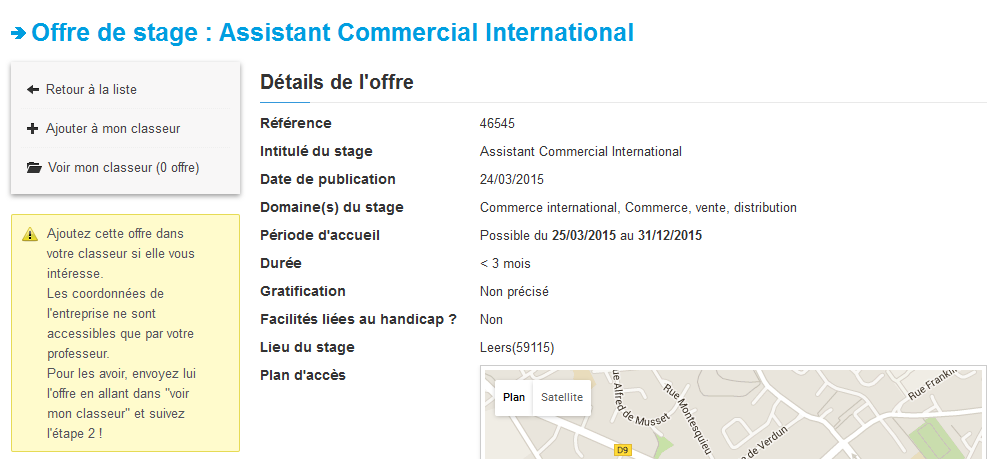 Offre de stage : Assistant Commercial International
Retour à la liste
Ajouter à mon classeur
Voir mon classeur (0 offre)
Ajoutez cette offre dans
votre classeur si elle vous
intéresse.
Les coordonnées de
l'entreprise ne sont
accessibles que par votre
professeur.
Pour les avoir, envoyez lui
l'offre en allant dans "voir
mon classeur" et suivez
l'étape 2 !
Détails de l'offre
Référence 46545
Intitulé du stage Assistant Commercial International
Date de publication 24/03/2015
Domaine(s) du stage Commerce international, Commerce, vente, distribution
Période d'accueil Possible du 25/03/2015 au 31/12/2015
Durée < 3 mois
Gratification Non précisé
Facilités liées au handicap ? Non
Lieu du stage Leers(59115)
Plan d'accès
Plan Satellite
Rue Alfred de Musset
Rue Montesquieu
Rue Frankli
e de Verdun
D9